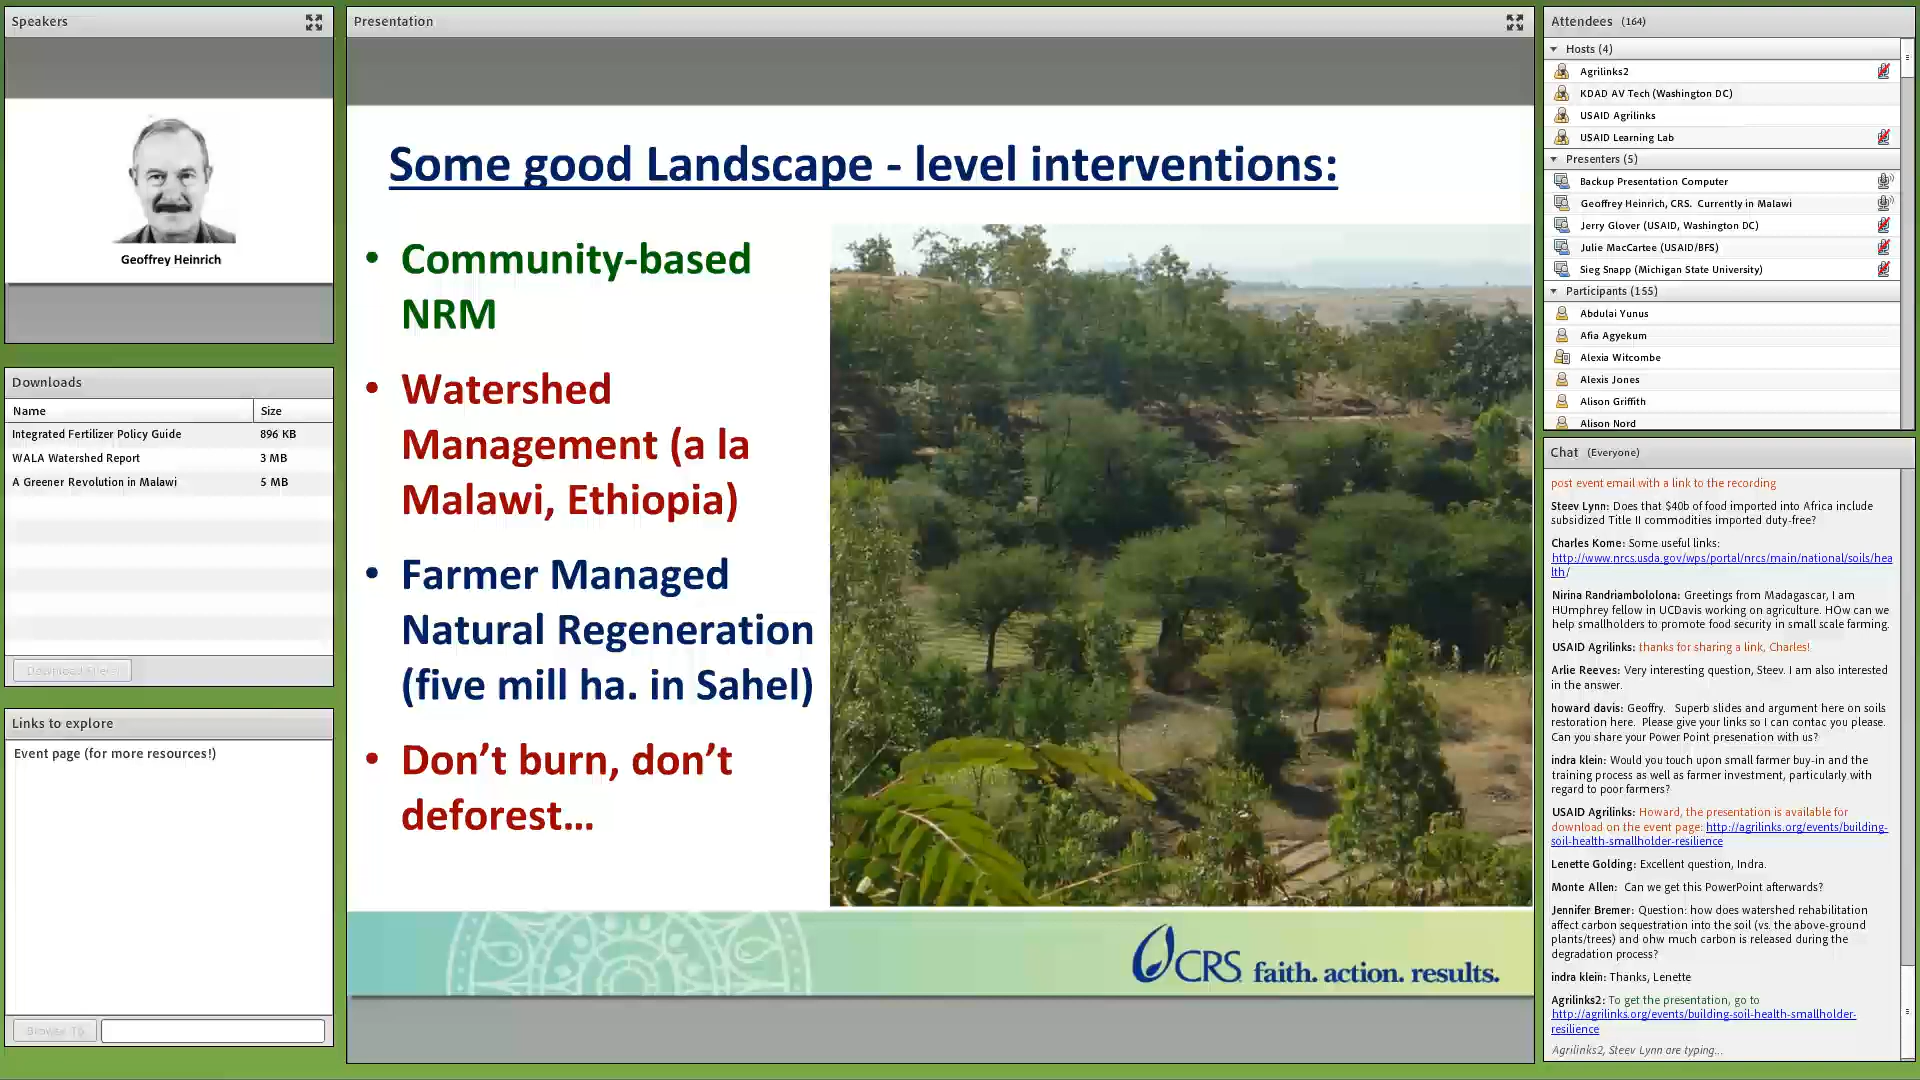 Speakers
Geoffrey Heinrich
Downloads
Name Size
Integrated Fertilizer Policy Guide 896 KB
WALA Watershed Report 3 MB
A Greener Revolution in Malawi 5 MB
Download File(s)
Links to explore
Event page (for more resources!)
Browse To
Presentation
Some good Landscape - level interventions:
• Community-based
NRM
• Watershed
Management (a la
Malawi, Ethiopia)
• Farmer Managed
Natural Regeneration
(five mill ha. in Sahel)
• Don’t burn, don’t
deforest...
CRS faith. action. results.
Attendees (164)
Hosts (4)
Agrilinks2
KDAD AV Tech (Washington DC)
USAID Agrilinks
USAID Learning Lab
Presenters (5)
Backup Presentation Computer
Geoffrey Heinrich, CRS. Currently in Malawi
Jerry Glover (USAID, Washington DC)
Julie MacCartee (USAID/BFS)
Sieg Snapp (Michigan State University)
Participants (155)
Abdulai Yunus
Afia Agyekum
Alexia Witcombe
Alexis Jones
Alison Griffith
Alison Nord
Chat (Everyone)
post event email with a link to the recording
Steev Lynn: Does that $40b of food imported into Africa include
subsidized Title II commodities imported duty-free?
Charles Kome: Some useful links:
http://www.nrcs.usda.gov/wps/portal/nrcs/main/national/soils/hea
lth/
Nirina Randriambololona: Greetings from Madagascar, I am
HUmphrey fellow in UCDavis working on agriculture. HOw can we
help smallholders to promote food security in small scale farming.
USAID Agrilinks: thanks for sharing a link, Charles!
Arlie Reeves: Very interesting question, Steev. I am also interested
in the answer.
howard davis: Geoffry. Superb slides and argument here on soils
restoration here. Please give your links so I can contac you please.
Can you share your Power Point presenation with us?
indra klein: Would you touch upon small farmer buy-in and the
training process as well as farmer investment, particularly with
regard to poor farmers?
USAID Agrilinks: Howard, the presentation is available for
download on the event page: http://agrilinks.org/events/building-
soil-health-smallholder-resilience
Lenette Golding: Excellent question, Indra.
Monte Allen: Can we get this PowerPoint afterwards?
Jennifer Bremer: Question: how does watershed rehabilitation
affect carbon sequestration into the soil (vs. the above-ground
plants/trees) and ohw much carbon is released during the
degradation process?
indra klein: Thanks, Lenette
Agrilinks2: To get the presentation, go to
http://agrilinks.org/events/building-soil-health-smallholder-
resilience
Agrilinks2, Steev Lynn are typing...